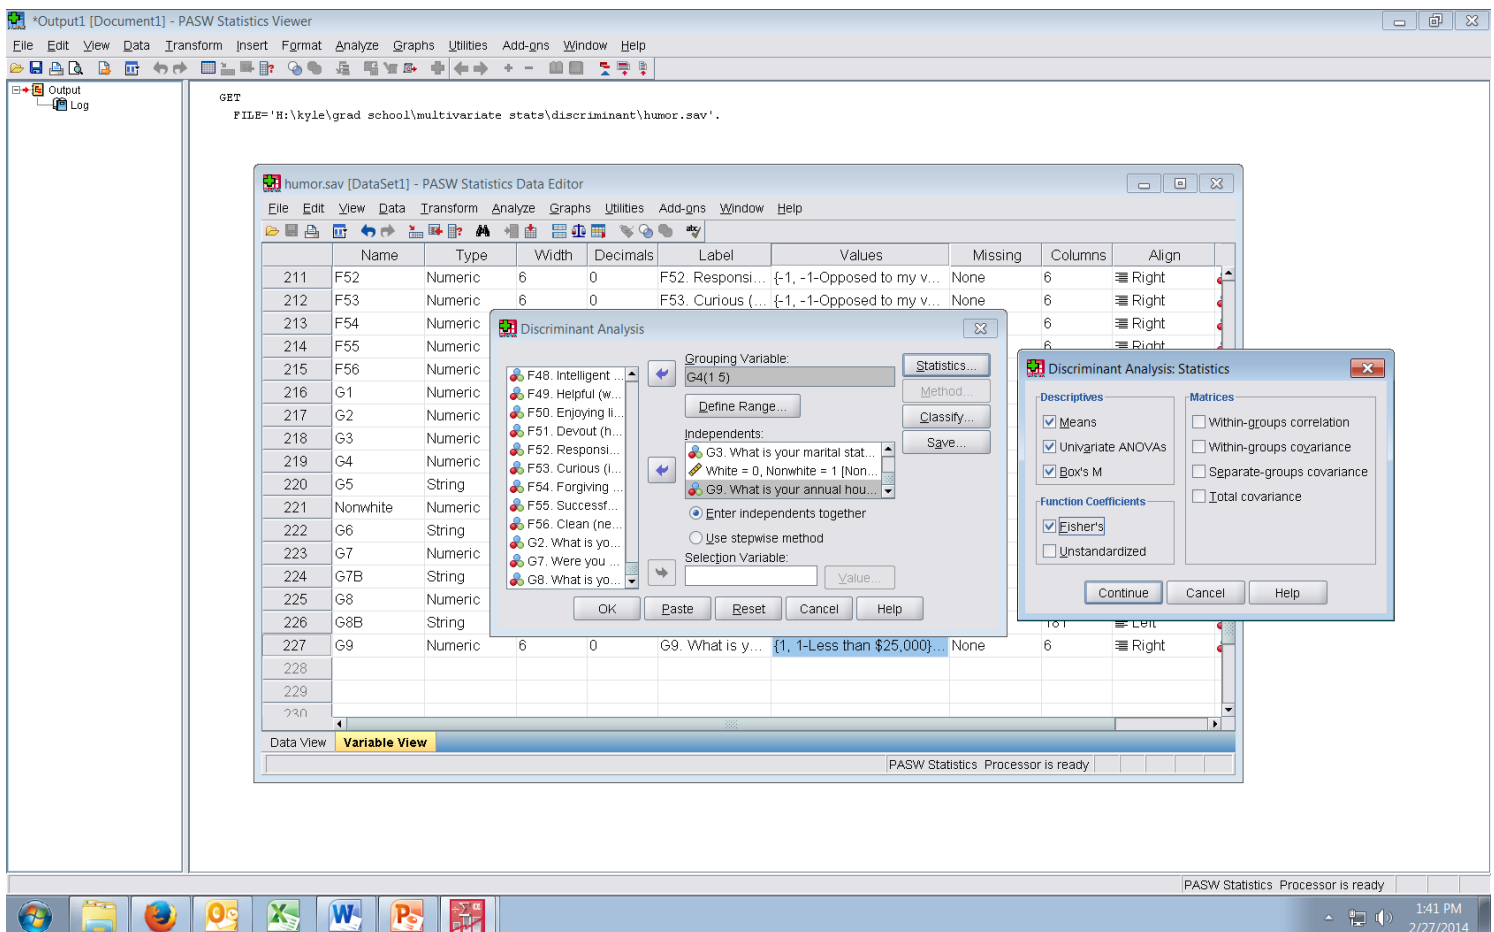 *Output1 [Document1] - PASW Statistics Viewer
File Edit View Data Transform Insert Format Analyze Graphs Utilities Add-ons Window Help
Output
Log
GET
FILE='H:\kyle\grad school\multivariate stats\discriminant\humor.sav'.
humor.sav [DataSet1] - PASW Statistics Data Editor
File Edit View Data Transform Analyze Graphs Utilities Add-ons Window Help
Name Type Width Decimals Label Values Missing Columns Align
211 F52 Numeric 6 0 F52. Responsi... {-1, -1-Opposed to my v... None 6 Right
212 F53 Numeric 6 0 F53. Curious (... {-1, -1-Opposed to my v... None 6 Right
213 F54 Numeric 6 Right
214 F55 Numeric 6 Right
215 F56 Numeric
216 G1 Numeric
217 G2 Numeric
218 G3 Numeric
219 G4 Numeric
220 G5 String
221 Nonwhite Numeric
222 G6 String
223 G7 Numeric
224 G7B String
225 G8 Numeric
226 G8B String 181 Left
227 G9 Numeric 6 0 G9. What is y... {1, 1-Less than $25,000}... None 6 Right
228
229
230
Data View Variable View
PASW Statistics Processor is ready
Discriminant Analysis
F48. Intelligent ...
F49. Helpful (w...
F50. Enjoying li...
F51. Devout (h...
F52. Responsi...
F53. Curious (i...
F54. Forgiving ...
F55. Successf...
F56. Clean (ne...
G2. What is yo...
G7. Were you ...
G8. What is yo...
Grouping Variable:
G4(1 5)
Define Range...
Independents:
G3. What is your marital stat...
White = 0, Nonwhite = 1 [Non...
G9. What is your annual hou...
Enter independents together
Use stepwise method
Selection Variable:
Value...
Statistics...
Method...
Classify...
Save...
OK Paste Reset Cancel Help
Discriminant Analysis: Statistics
Descriptives
Means
Univariate ANOVAs
Box's M
Function Coefficients
Fisher's
Unstandardized
Matrices
Within-groups correlation
Within-groups covariance
Separate-groups covariance
Total covariance
Continue Cancel Help
PASW Statistics Processor is ready
1:41 PM
2/27/2014